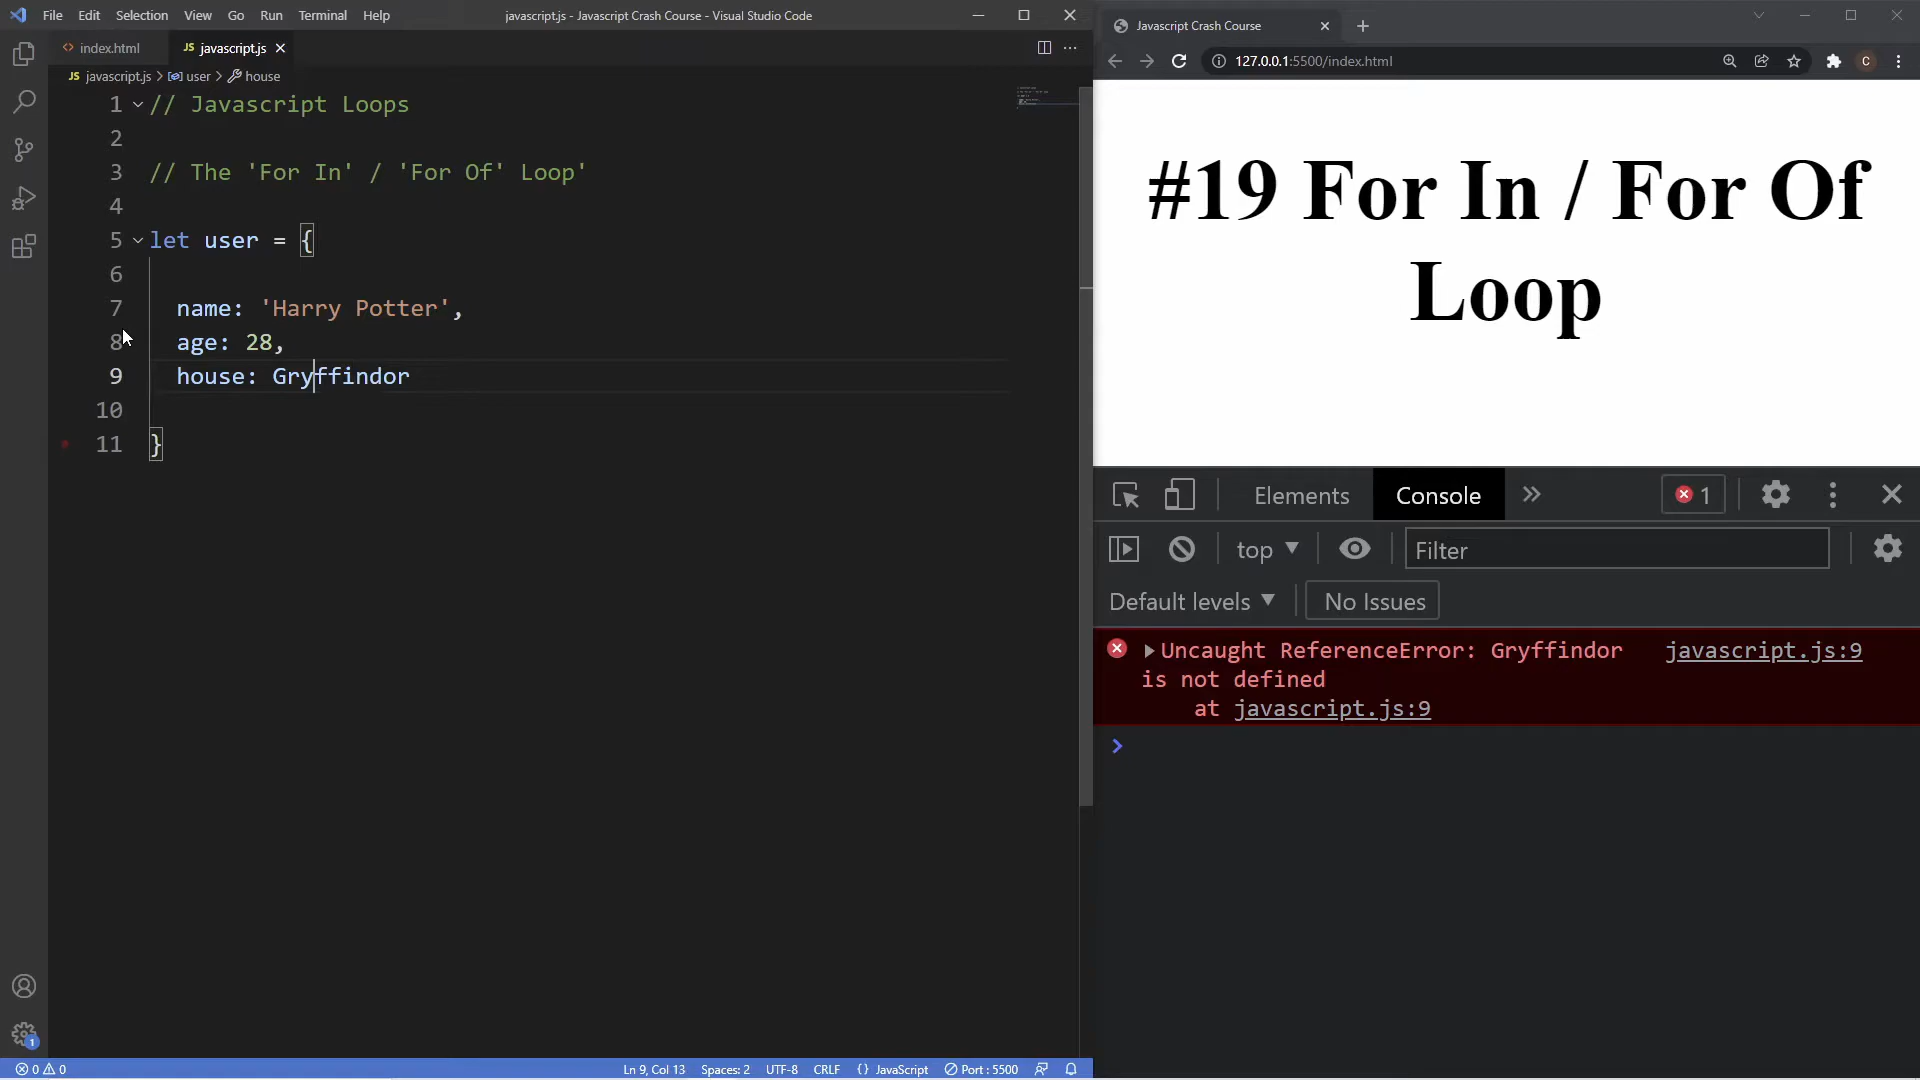 File Edit Selection View Go Run Terminal Help javascript.js - Javascript Crash Course - Visual Studio Code
index.html JS javascript.js
JS javascript.js user house
1 // Javascript Loops
2
3 // The 'For In' / 'For Of' Loop'
4
5 let user = {
6
7 name: 'Harry Potter',
8 age: 28,
9 house: Gryffindor
10
11 }
1
0 0 Ln 9, Col 13 Spaces: 2 UTF-8 CRLF {} JavaScript Port : 5500
Javascript Crash Course
127.0.0.1:5500/index.html C
#19 For In / For Of
Loop
Elements Console 1
top Filter
Default levels No Issues
Uncaught ReferenceError: Gryffindor javascript.js:9
is not defined
at javascript.js:9